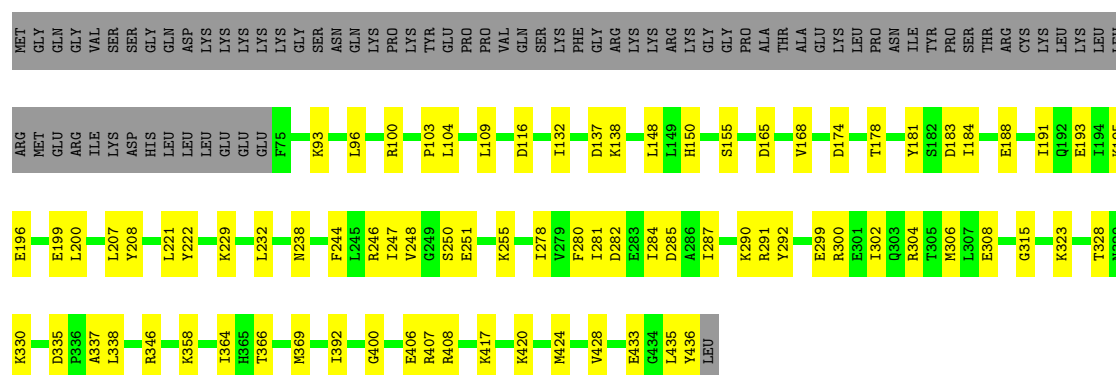 MET GLY GLN GLY VAL SER SER GLY GLN ASP LYS LYS LYS LYS LYS GLY SER ASN GLN LYS PRO LYS TYR GLU PRO PRO VAL GLN SER LYS PHE GLY ARG LYS LYS ARG LYS GLY GLY PRO ALA THR ALA GLU LYS LEU PRO ASN ILE TYR PRO SER THR ARG CYS LYS LEU LYS LEU LEU
ARG MET GLU ARG ILE LYS ASP HIS LEU LEU LEU GLU GLU GLU F75 K93 L96 R100 P103 L104 L109 D116 I132 D137 K138 L148 L149 H150 S155 D165 V168 D174 T178 Y181 S182 D183 I184 E188 I191 Q192 E193 I194 K195
E196 E199 L200 L207 Y208 L221 Y222 K229 L232 N238 F244 L245 R246 I247 V248 G249 S250 E251 K255 I278 V279 F280 I281 D282 E283 I284 D285 A286 I287 K290 R291 Y292 E299 R300 E301 I302 Q303 R304 T305 M306 L307 E308 G315 K323 T328 N329
K330 D335 P336 A337 L338 R346 K358 I364 H365 T366 M369 I392 G400 E406 R407 R408 K417 K420 M424 V428 E433 G434 L435 Y436 LEU